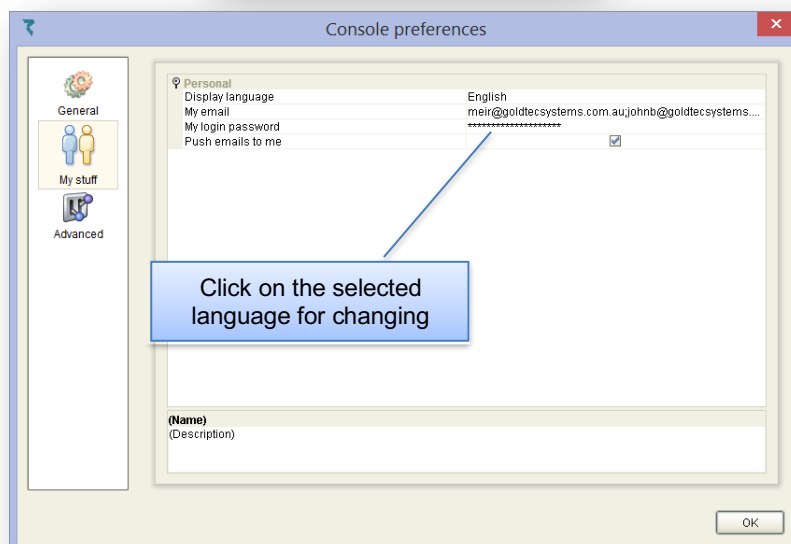 Console preferences
General
My stuff
Advanced
Personal
Display language English
My email meir@goldtecsystems.com.au;johnb@goldtecsystems....
My login password ********************
Push emails to me
Click on the selected
language for changing
(Name)
(Description)
OK